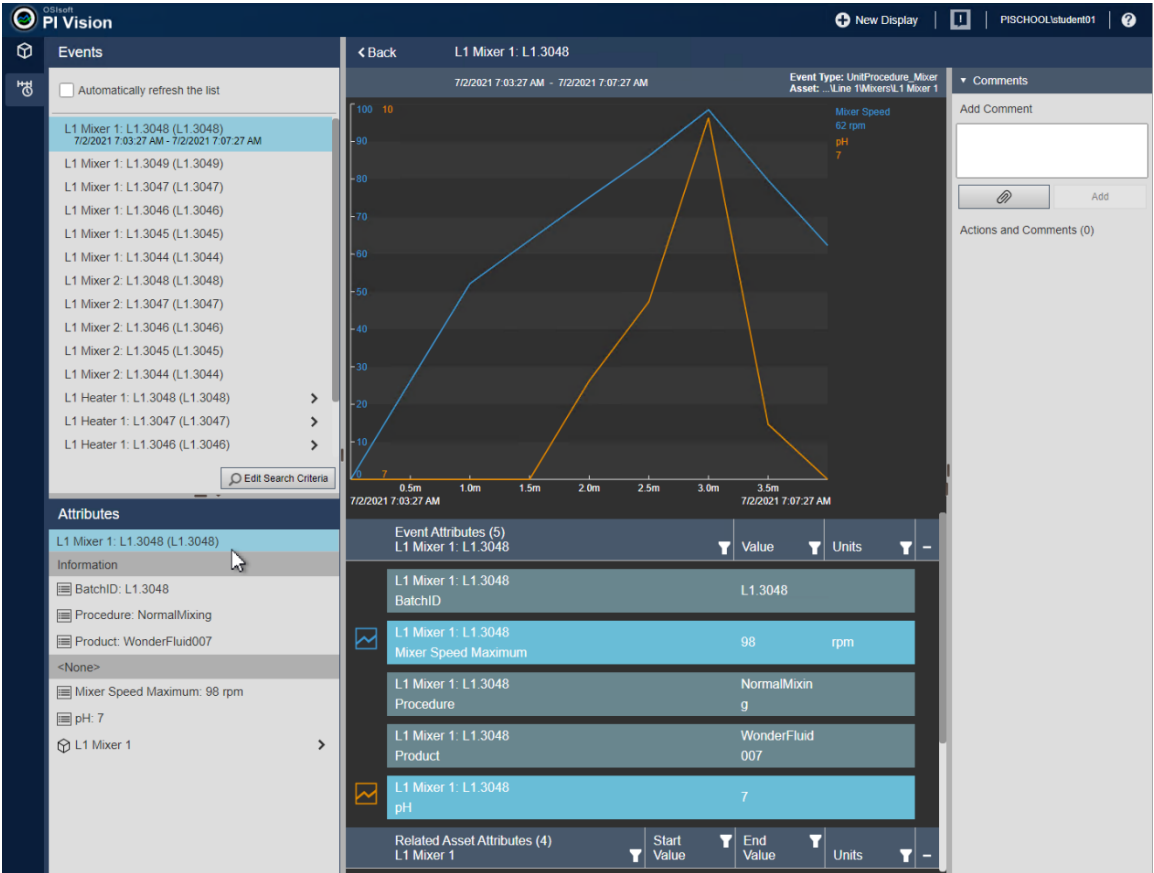 OSIsoft
PI Vision
New Display
PISCHOOL\student01
Events
Automatically refresh the list
L1 Mixer 1: L1.3048 (L1.3048)
7/2/2021 7:03:27 AM - 7/2/2021 7:07:27 AM
L1 Mixer 1: L1.3049 (L1.3049)
L1 Mixer 1: L1.3047 (L1.3047)
L1 Mixer 1: L1.3046 (L1.3046)
L1 Mixer 1: L1.3045 (L1.3045)
L1 Mixer 1: L1.3044 (L1.3044)
L1 Mixer 2: L1.3048 (L1.3048)
L1 Mixer 2: L1.3047 (L1.3047)
L1 Mixer 2: L1.3046 (L1.3046)
L1 Mixer 2: L1.3045 (L1.3045)
L1 Mixer 2: L1.3044 (L1.3044)
L1 Heater 1: L1.3048 (L1.3048)
L1 Heater 1: L1.3047 (L1.3047)
L1 Heater 1: L1.3046 (L1.3046)
Edit Search Criteria
Attributes
L1 Mixer 1: L1.3048 (L1.3048)
Information
BatchID: L1.3048
Procedure: NormalMixing
Product: WonderFluid007
<None>
Mixer Speed Maximum: 98 rpm
pH: 7
L1 Mixer 1
Back
L1 Mixer 1: L1.3048
7/2/2021 7:03:27 AM - 7/2/2021 7:07:27 AM
Event Type: UnitProcedure_Mixer
Asset: ...\Line 1\Mixers\L1 Mixer 1
100 10
90
80
70
60
50
40
30
20
10
0 7
Mixer Speed
62 rpm
pH
7
0.5m 1.0m 1.5m 2.0m 2.5m 3.0m 3.5m
7/2/2021 7:03:27 AM 7/2/2021 7:07:27 AM
Event Attributes (5)
L1 Mixer 1: L1.3048
Value
Units
L1 Mixer 1: L1.3048
BatchID
L1.3048
L1 Mixer 1: L1.3048
Mixer Speed Maximum
98
rpm
L1 Mixer 1: L1.3048
Procedure
NormalMixin
g
L1 Mixer 1: L1.3048
Product
WonderFluid
007
L1 Mixer 1: L1.3048
pH
7
Related Asset Attributes (4)
L1 Mixer 1
Start
Value
End
Value
Units
Comments
Add Comment
Add
Actions and Comments (0)